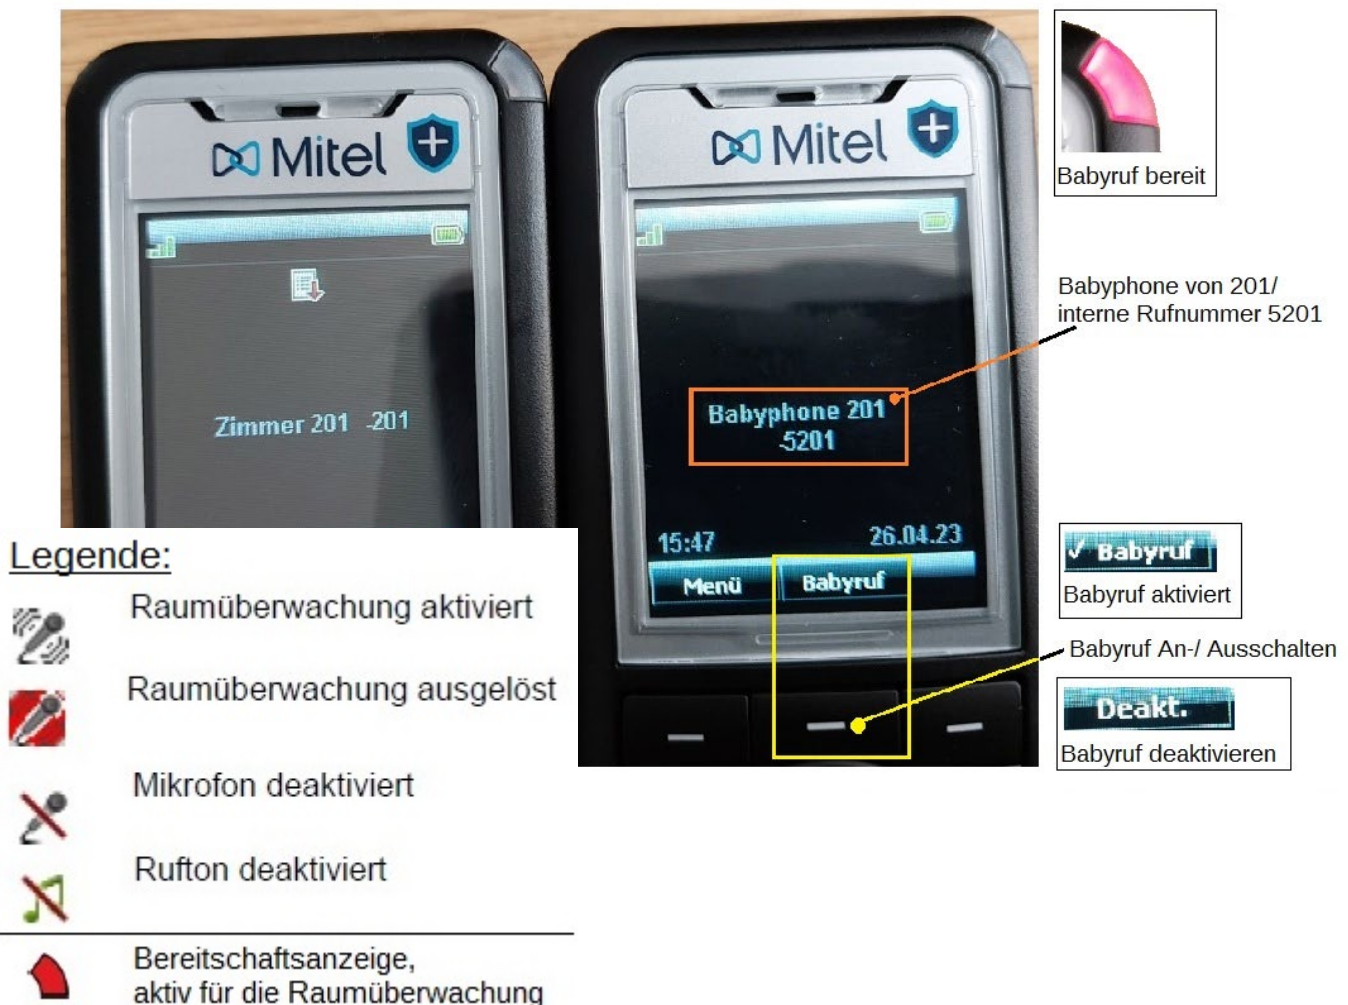 Mitel
Zimmer 201 -201
Mitel
Babyphone 201
-5201
15:47 26.04.23
Menü Babyruf
Babyruf bereit
Babyphone von 201/
interne Rufnummer 5201
✓ Babyruf
Babyruf aktiviert
Babyruf An-/ Ausschalten
Deakt.
Babyruf deaktivieren
Legende:
Raumüberwachung aktiviert
Raumüberwachung ausgelöst
Mikrofon deaktiviert
Rufton deaktiviert
Bereitschaftsanzeige,
aktiv für die Raumüberwachung